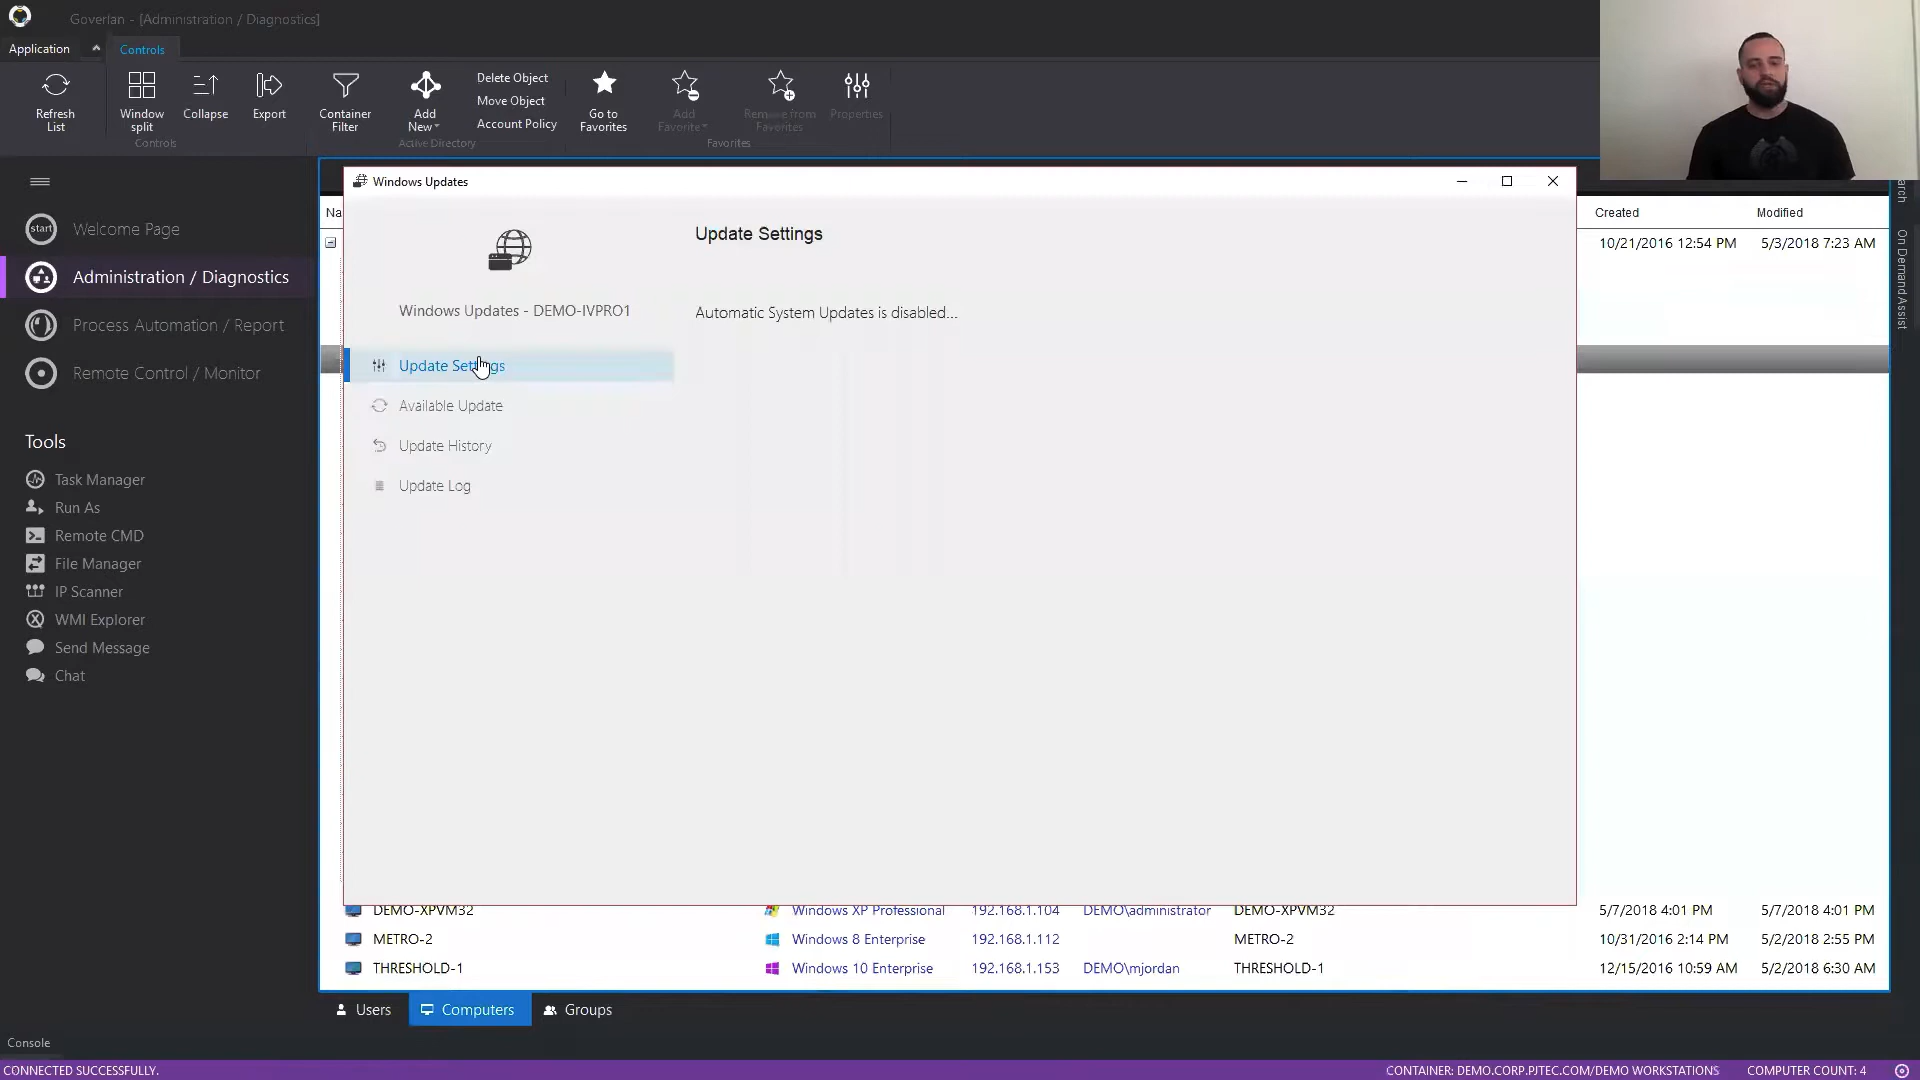 Goverlan - [Administration / Diagnostics]
Application
Controls
Refresh List
Window split
Collapse
Export
Controls
Container Filter
Add New
Delete Object
Move Object
Account Policy
Active Directory
Go to Favorites
Add Favorite
Remove from Favorites
Properties
Favorites
start
Welcome Page
Administration / Diagnostics
Process Automation / Report
Remote Control / Monitor
Tools
Task Manager
Run As
Remote CMD
File Manager
IP Scanner
WMI Explorer
Send Message
Chat
Windows Updates
Windows Updates - DEMO-IVPRO1
Update Settings
Available Update
Update History
Update Log
Update Settings
Automatic System Updates is disabled...
Na
Created Modified
10/21/2016 12:54 PM 5/3/2018 7:23 AM
arch
On Demand Assist
DEMO-XPVM32 Windows XP Professional 192.168.1.104 DEMO\administrator DEMO-XPVM32 5/7/2018 4:01 PM 5/7/2018 4:01 PM
METRO-2 Windows 8 Enterprise 192.168.1.112 METRO-2 10/31/2016 2:14 PM 5/2/2018 2:55 PM
THRESHOLD-1 Windows 10 Enterprise 192.168.1.153 DEMO\mjordan THRESHOLD-1 12/15/2016 10:59 AM 5/2/2018 6:30 AM
Users Computers Groups
Console
CONNECTED SUCCESSFULLY. CONTAINER: DEMO.CORP.PJTEC.COM/DEMO WORKSTATIONS COMPUTER COUNT: 4